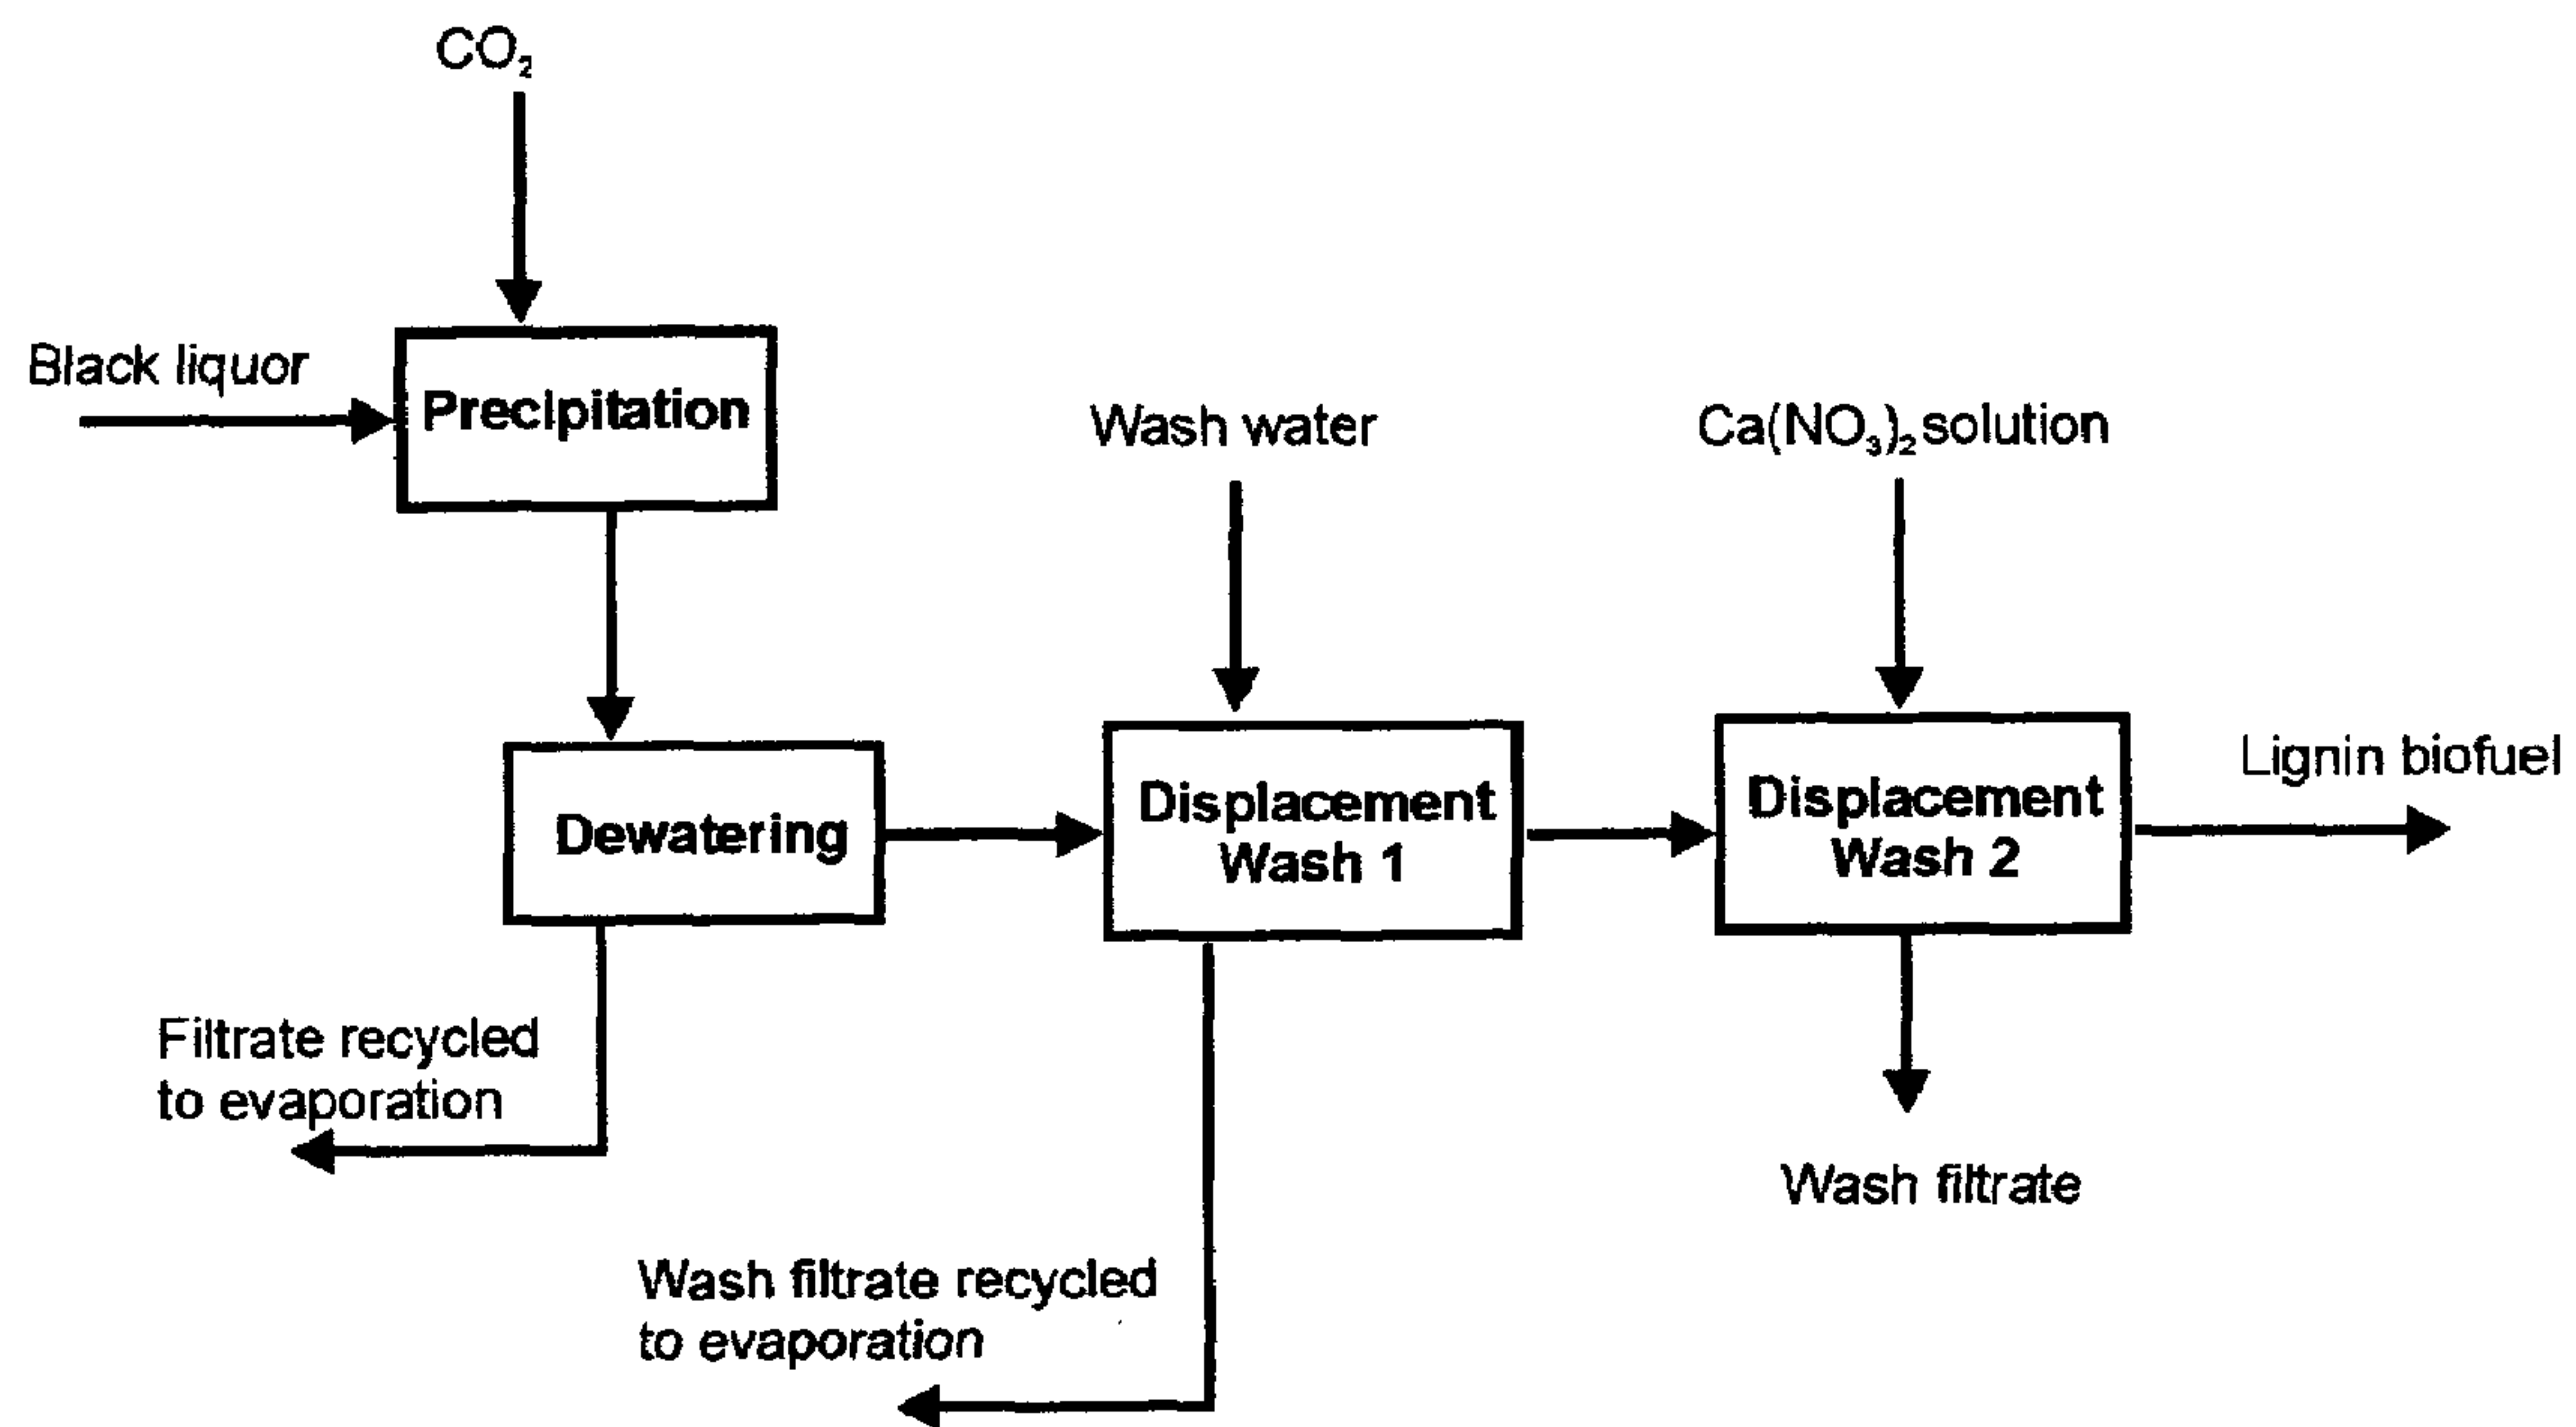 CO₂
Black liquor
Precipitation
Wash water
Ca(NO₃)₂ solution
Dewatering
Displacement
Wash 1
Displacement
Wash 2
Lignin biofuel
Filtrate recycled
to evaporation
Wash filtrate
Wash filtrate recycled
to evaporation